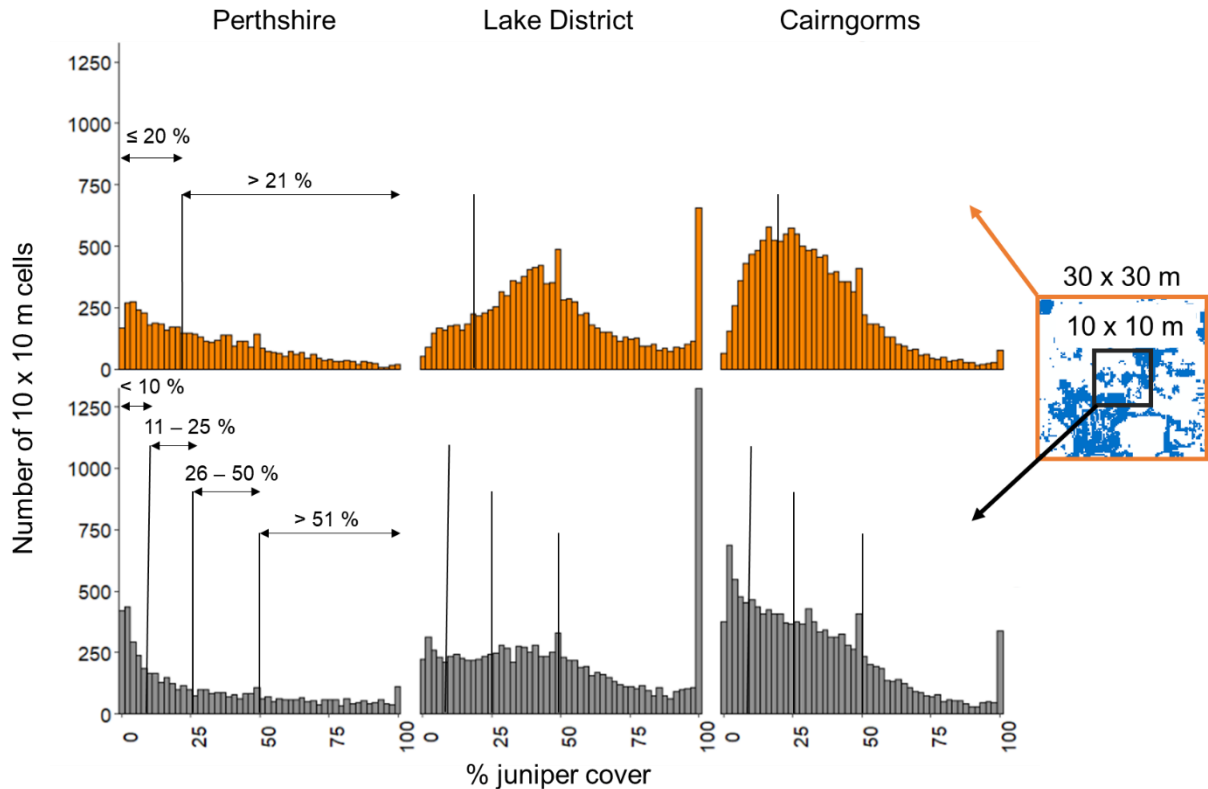 Perthshire Lake District Cairngorms
Number of 10 x 10 m cells
1250
1000
750
500
250
0
≤ 20 %
> 21 %
30 x 30 m
10 x 10 m
1250
1000
750
500
250
0
< 10 %
11 – 25 %
26 – 50 %
> 51 %
0 25 50 75 100 0 25 50 75 100 0 25 50 75 100
% juniper cover